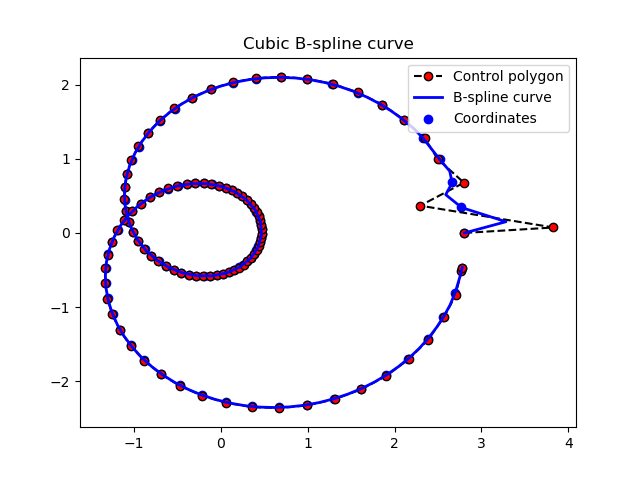 Cubic B-spline curve
Control polygon
B-spline curve
Coordinates
2
1
0
−1
−2
−1
0
1
2
3
4